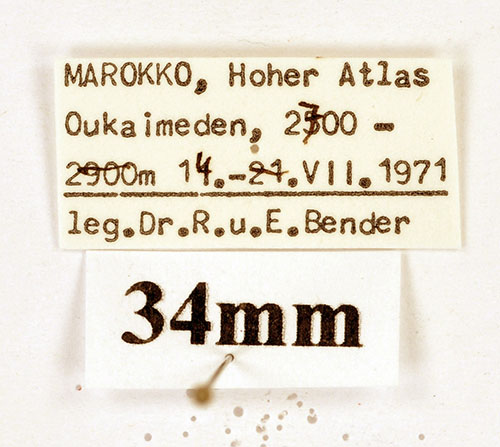 MAROKKO, Hoher Atlas
Oukaimeden, 2700 -
2900m 14.-21.VII.1971
leg.Dr.R.u.E.Bender
34mm